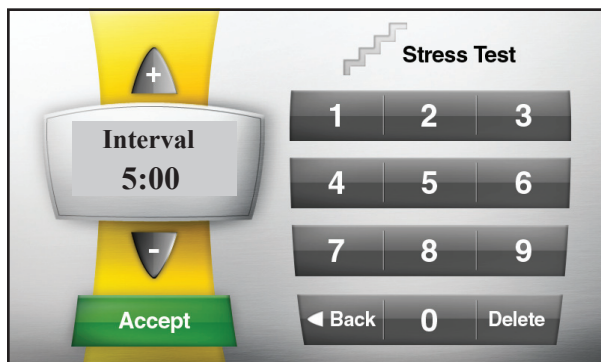 +
Interval
5:00
-
Accept
Stress Test
1 2 3
4 5 6
7 8 9
Back 0 Delete